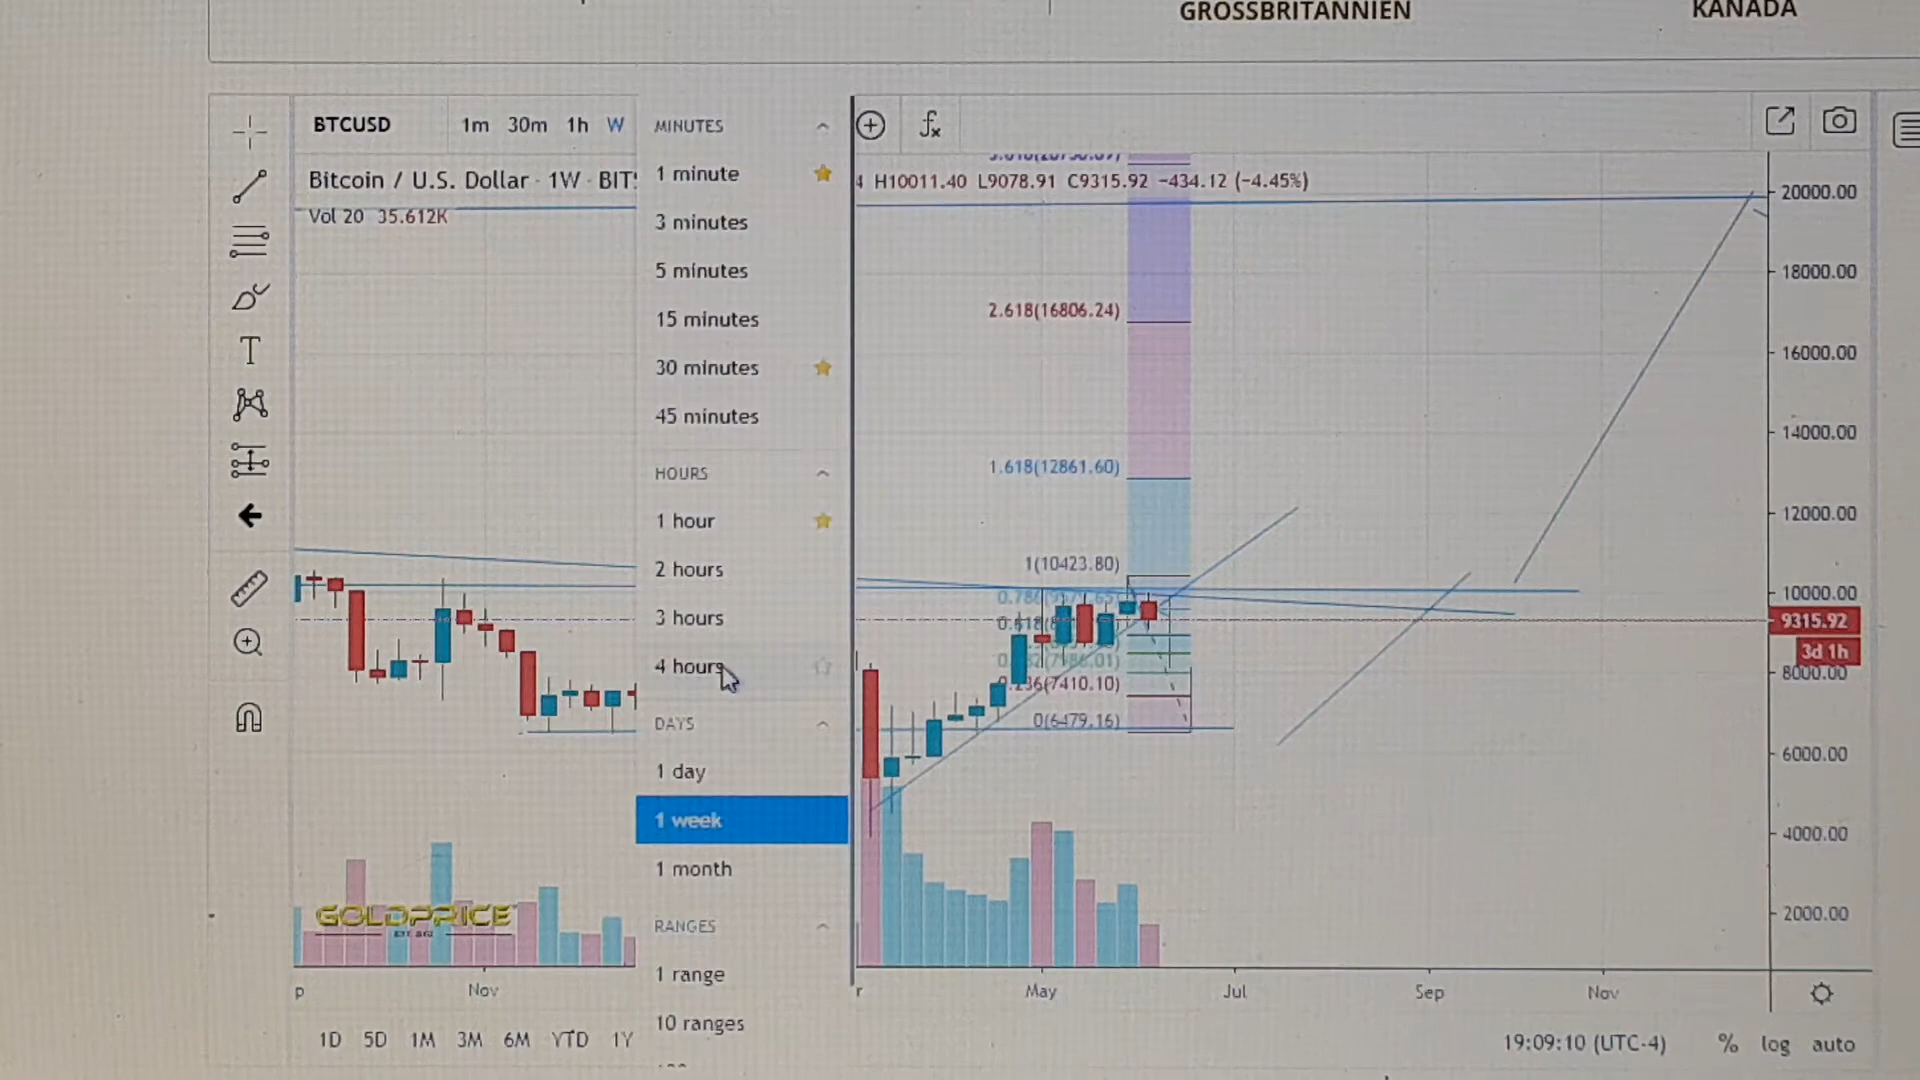 GROSSBRITANNIEN
KANADA
BTCUSD
1m 30m 1h W
Bitcoin / U.S. Dollar · 1W ·
4 H10011.40 L9078.91 C9315.92 −434.12 (−4.45%)
Vol 20 35.612K
MINUTES
1 minute
3 minutes
5 minutes
15 minutes
30 minutes
45 minutes
HOURS
1 hour
2 hours
3 hours
4 hours
DAYS
1 day
1 week
1 month
RANGES
1 range
10 ranges
2.618(16806.24)
1.618(12861.60)
1(10423.80)
0(6479.16)
20000.00
18000.00
16000.00
14000.00
12000.00
10000.00
9315.92
3d 1h
8000.00
6000.00
4000.00
2000.00
GOLDPRICE
p
Nov
r
May
Jul
Sep
Nov
1D 5D 1M 3M 6M YTD 1Y
19:09:10 (UTC-4)
% log auto